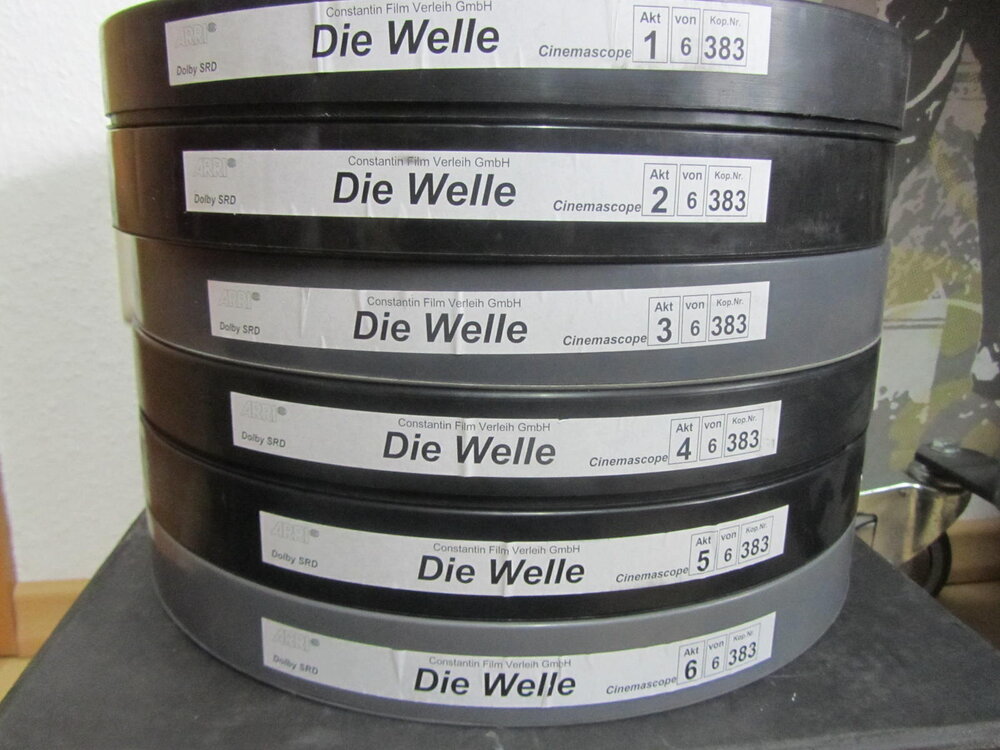 Constantin Film Verleih GmbH
ARRI Die Welle Akt von Kop.Nr.
Dolby SRD Cinemascope 1 6 383
Constantin Film Verleih GmbH
ARRI Die Welle Akt von Kop.Nr.
Dolby SRD Cinemascope 2 6 383
Constantin Film Verleih GmbH
ARRI Die Welle Akt von Kop.Nr.
Dolby SRD Cinemascope 3 6 383
Constantin Film Verleih GmbH
ARRI Die Welle Akt von Kop.Nr.
Dolby SRD Cinemascope 4 6 383
Constantin Film Verleih GmbH
ARRI Die Welle Akt von Kop.Nr.
Dolby SRD Cinemascope 5 6 383
Constantin Film Verleih GmbH
ARRI Die Welle Akt von Kop.Nr.
Dolby SRD Cinemascope 6 6 383